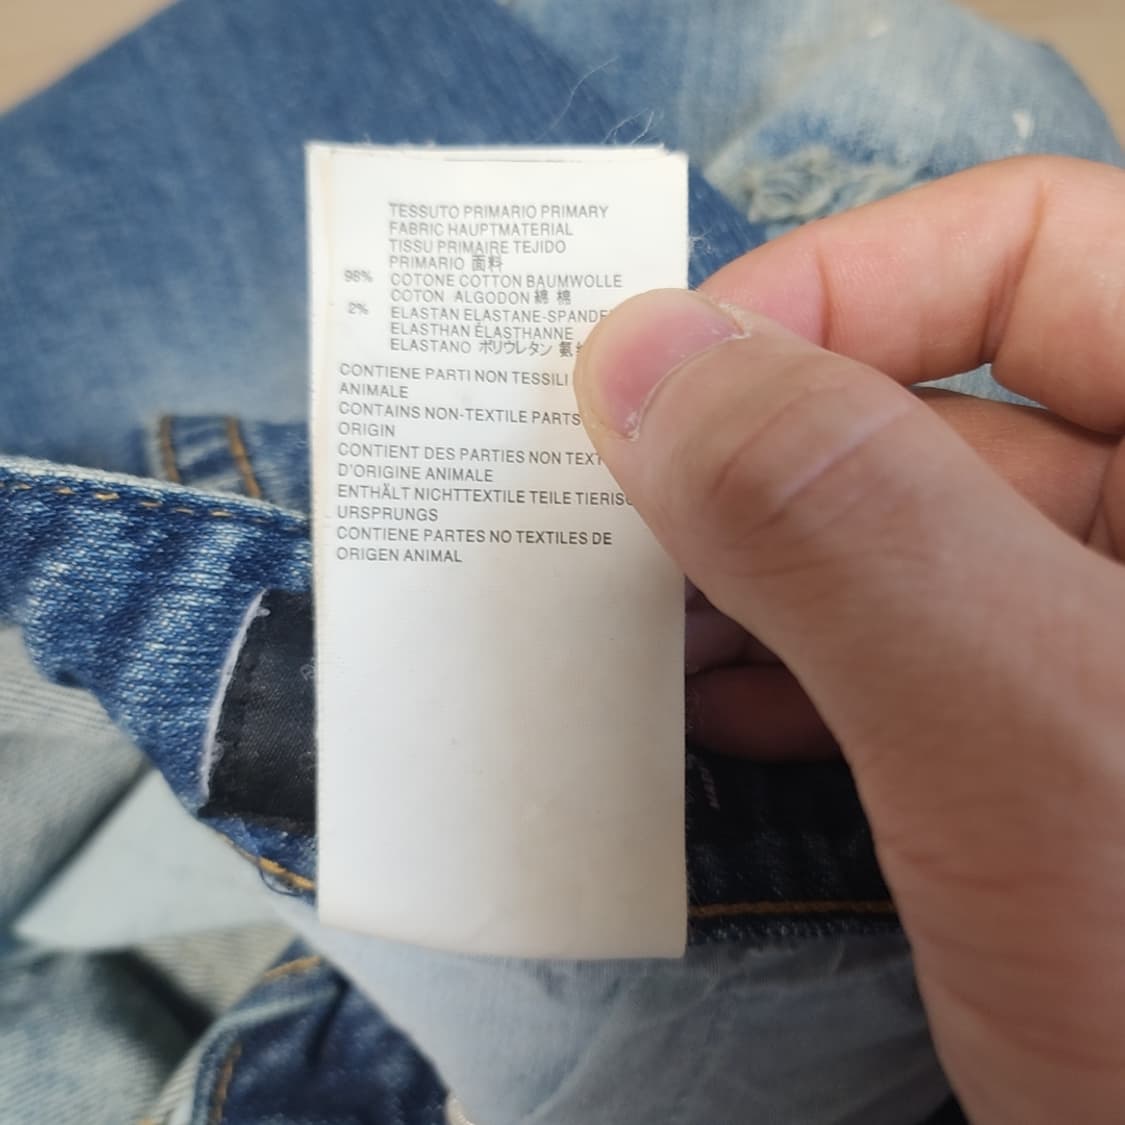 TESSUTO PRIMARIO PRIMARY
FABRIC HAUPTMATERIAL
TISSU PRIMAIRE TEJIDO
PRIMARIO 面料
98% COTONE COTTON BAUMWOLLE
COTON ALGODON 綿 棉
2% ELASTAN ELASTANE-SPANDE
ELASTHAN ÉLASTHANNE
ELASTANO ポリウレタン 氨
CONTIENE PARTI NON TESSILI
ANIMALE
CONTAINS NON-TEXTILE PARTS
ORIGIN
CONTIENT DES PARTIES NON TEXT
D'ORIGINE ANIMALE
ENTHÄLT NICHTTEXTILE TEILE TIERISC
URSPRUNGS
CONTIENE PARTES NO TEXTILES DE
ORIGEN ANIMAL